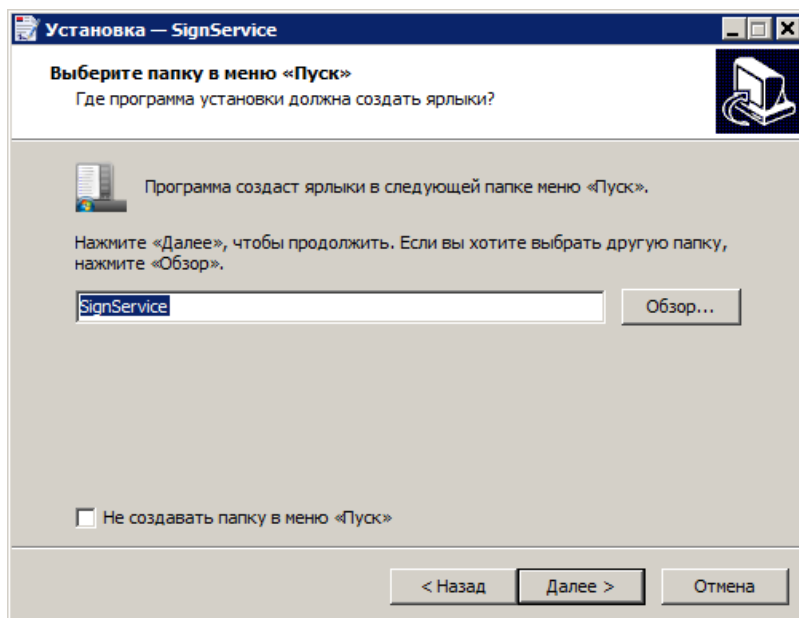 Установка — SignService
Выберите папку в меню «Пуск»
Где программа установки должна создать ярлыки?
Программа создаст ярлыки в следующей папке меню «Пуск».
Нажмите «Далее», чтобы продолжить. Если вы хотите выбрать другую папку,
нажмите «Обзор».
SignService
Обзор...
Не создавать папку в меню «Пуск»
< Назад
Далее >
Отмена